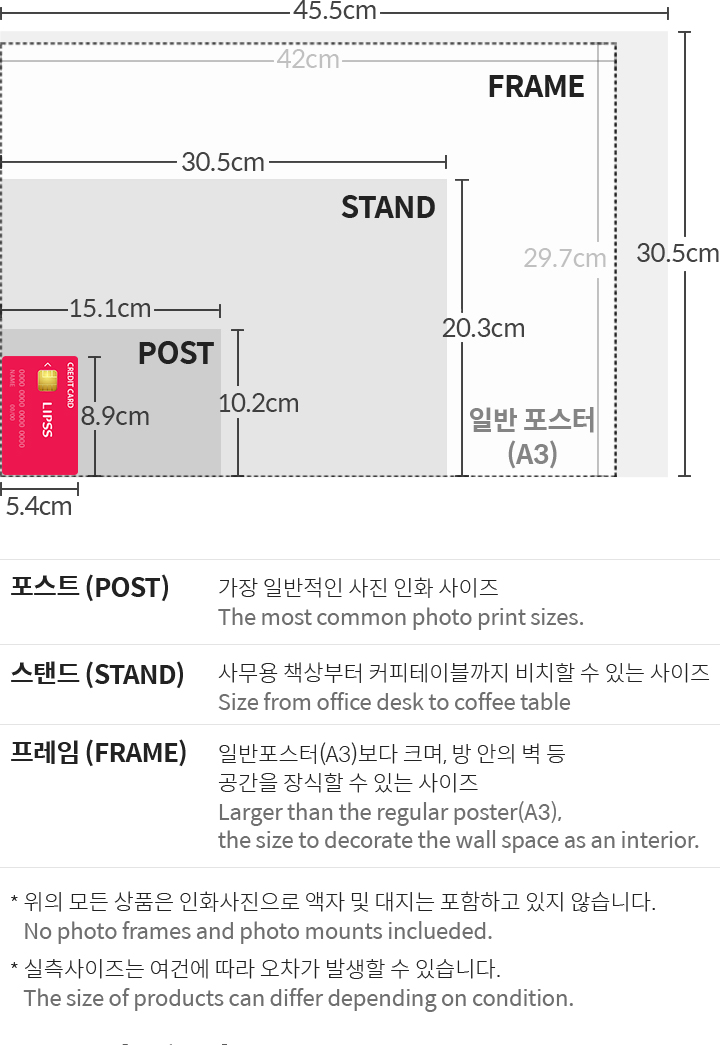 45.5cm
42cm
FRAME
30.5cm
STAND
29.7cm
30.5cm
15.1cm
20.3cm
POST
CREDIT CARD
LIPSS
0000 0000 0000 0000
NAME 00/00
8.9cm
10.2cm
일반 포스터
(A3)
5.4cm
포스트 (POST)
가장 일반적인 사진 인화 사이즈
The most common photo print sizes.
스탠드 (STAND)
사무용 책상부터 커피테이블까지 비치할 수 있는 사이즈
Size from office desk to coffee table
프레임 (FRAME)
일반포스터(A3)보다 크며, 방 안의 벽 등
공간을 장식할 수 있는 사이즈
Larger than the regular poster(A3),
the size to decorate the wall space as an interior.
* 위의 모든 상품은 인화사진으로 액자 및 대지는 포함하고 있지 않습니다.
No photo frames and photo mounts inclueded.
* 실측사이즈는 여건에 따라 오차가 발생할 수 있습니다.
The size of products can differ depending on condition.